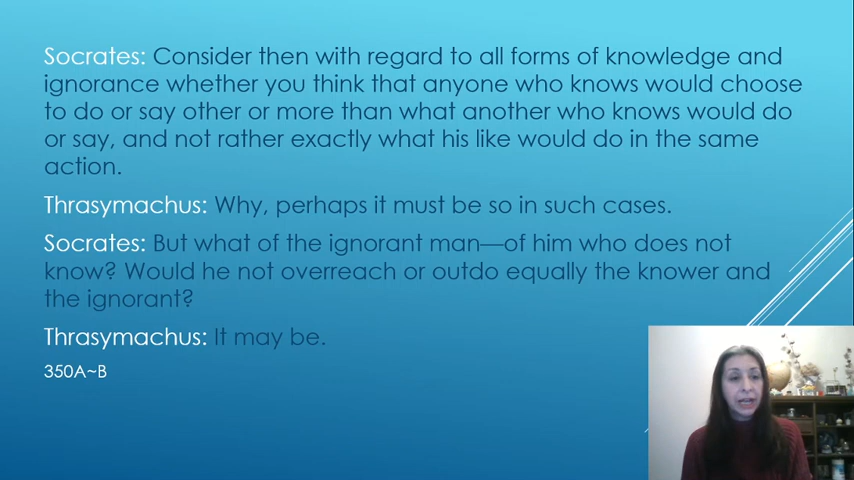 Socrates: Consider then with regard to all forms of knowledge and
ignorance whether you think that anyone who knows would choose
to do or say other or more than what another who knows would do
or say, and not rather exactly what his like would do in the same
action.
Thrasymachus: Why, perhaps it must be so in such cases.
Socrates: But what of the ignorant man—of him who does not
know? Would he not overreach or outdo equally the knower and
the ignorant?
Thrasymachus: It may be.
350A~B